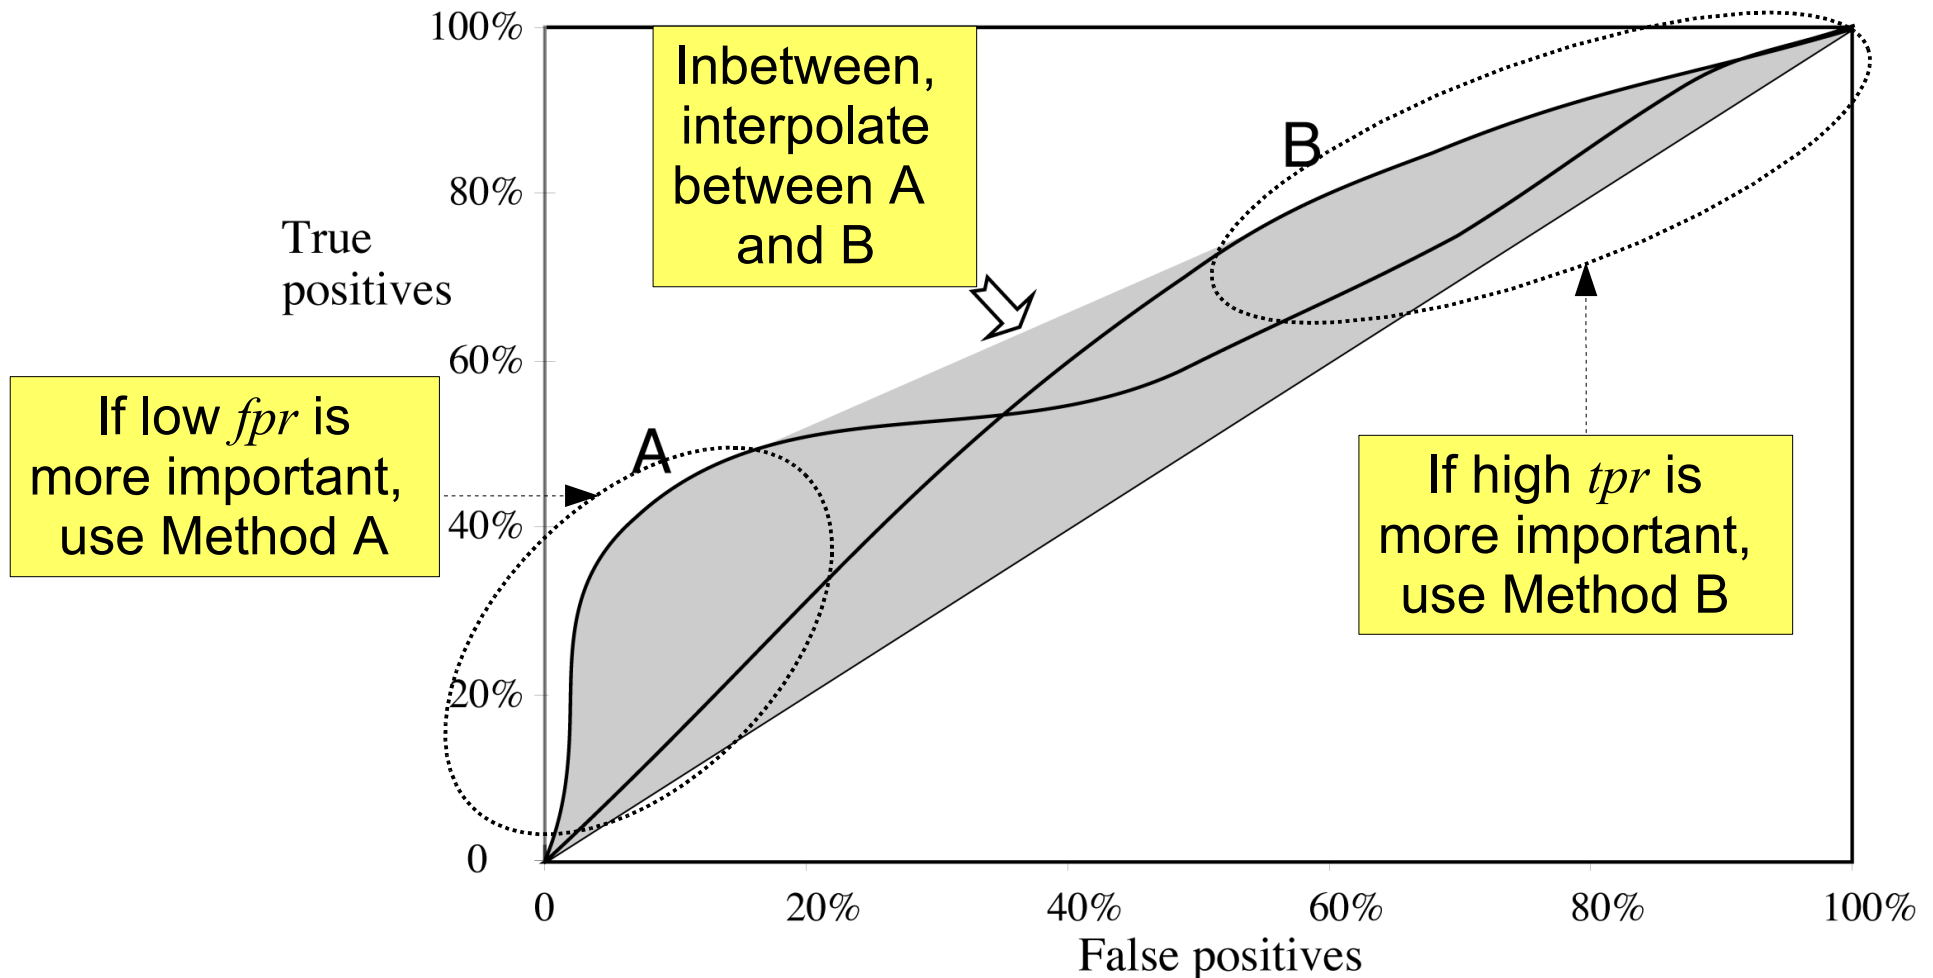 100%
80%
60%
40%
20%
0
True
positives
Inbetween,
interpolate
between A
and B
A
B
If low fpr is
more important,
use Method A
If high tpr is
more important,
use Method B
0
20%
40%
60%
80%
100%
False positives